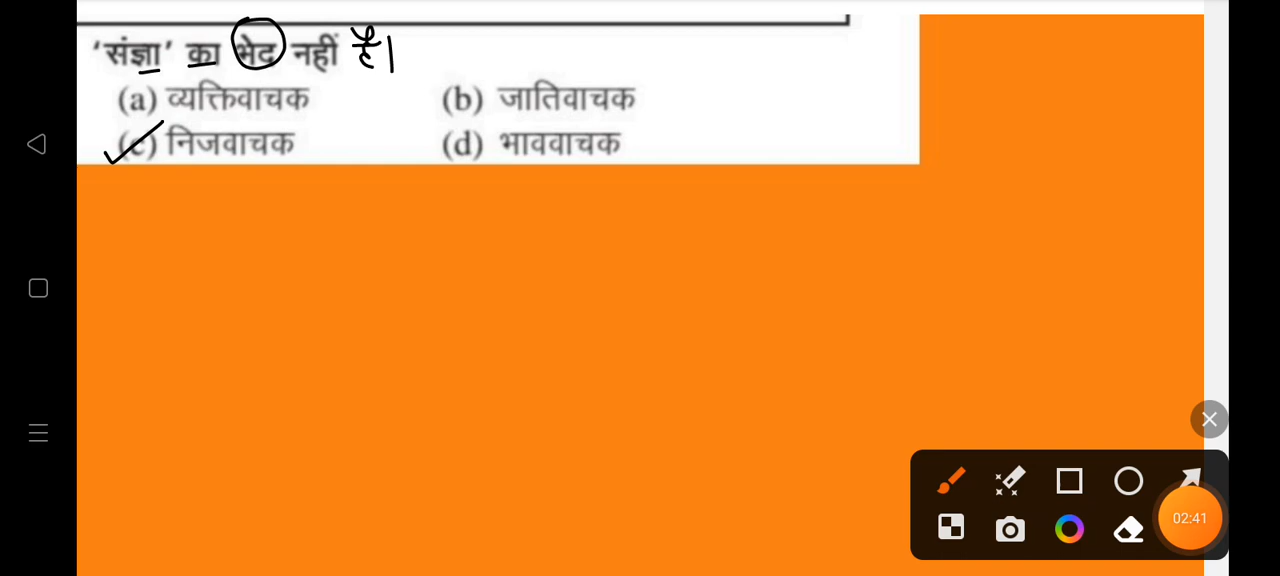 'संज्ञा' का भेद नहीं है।
(a) व्यक्तिवाचक (b) जातिवाचक
(c) निजवाचक (d) भाववाचक
02:41